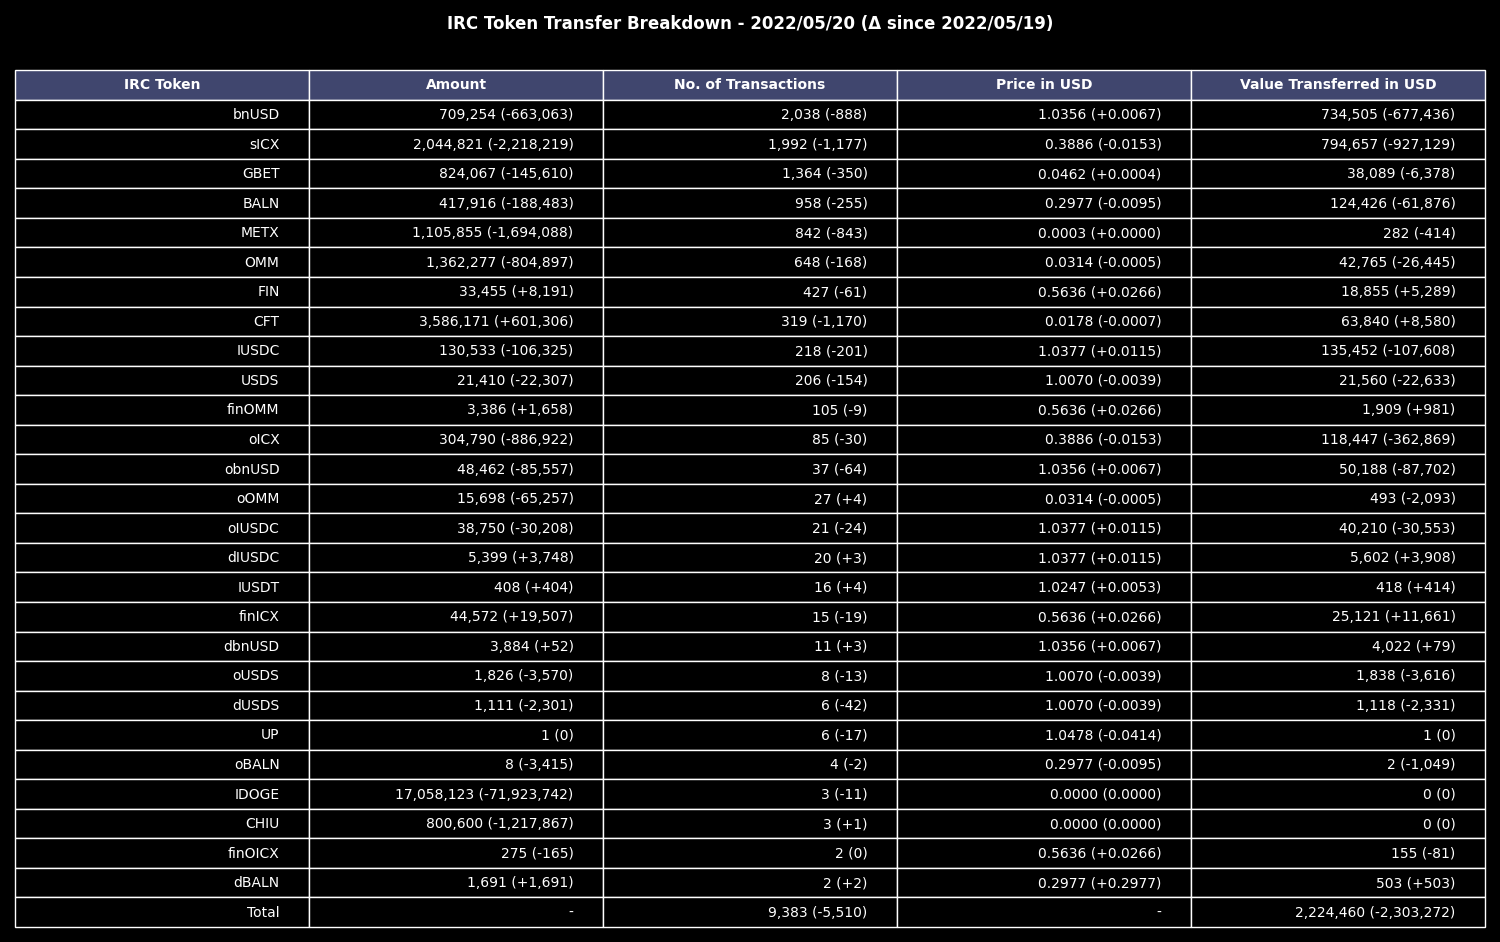 IRC Token Transfer Breakdown - 2022/05/20 (Δ since 2022/05/19)
IRC Token Amount No. of Transactions Price in USD Value Transferred in USD
bnUSD 709,254 (-663,063) 2,038 (-888) 1.0356 (+0.0067) 734,505 (-677,436)
sICX 2,044,821 (-2,218,219) 1,992 (-1,177) 0.3886 (-0.0153) 794,657 (-927,129)
GBET 824,067 (-145,610) 1,364 (-350) 0.0462 (+0.0004) 38,089 (-6,378)
BALN 417,916 (-188,483) 958 (-255) 0.2977 (-0.0095) 124,426 (-61,876)
METX 1,105,855 (-1,694,088) 842 (-843) 0.0003 (+0.0000) 282 (-414)
OMM 1,362,277 (-804,897) 648 (-168) 0.0314 (-0.0005) 42,765 (-26,445)
FIN 33,455 (+8,191) 427 (-61) 0.5636 (+0.0266) 18,855 (+5,289)
CFT 3,586,171 (+601,306) 319 (-1,170) 0.0178 (-0.0007) 63,840 (+8,580)
IUSDC 130,533 (-106,325) 218 (-201) 1.0377 (+0.0115) 135,452 (-107,608)
USDS 21,410 (-22,307) 206 (-154) 1.0070 (-0.0039) 21,560 (-22,633)
finOMM 3,386 (+1,658) 105 (-9) 0.5636 (+0.0266) 1,909 (+981)
oICX 304,790 (-886,922) 85 (-30) 0.3886 (-0.0153) 118,447 (-362,869)
obnUSD 48,462 (-85,557) 37 (-64) 1.0356 (+0.0067) 50,188 (-87,702)
oOMM 15,698 (-65,257) 27 (+4) 0.0314 (-0.0005) 493 (-2,093)
oIUSDC 38,750 (-30,208) 21 (-24) 1.0377 (+0.0115) 40,210 (-30,553)
dIUSDC 5,399 (+3,748) 20 (+3) 1.0377 (+0.0115) 5,602 (+3,908)
IUSDT 408 (+404) 16 (+4) 1.0247 (+0.0053) 418 (+414)
finICX 44,572 (+19,507) 15 (-19) 0.5636 (+0.0266) 25,121 (+11,661)
dbnUSD 3,884 (+52) 11 (+3) 1.0356 (+0.0067) 4,022 (+79)
oUSDS 1,826 (-3,570) 8 (-13) 1.0070 (-0.0039) 1,838 (-3,616)
dUSDS 1,111 (-2,301) 6 (-42) 1.0070 (-0.0039) 1,118 (-2,331)
UP 1 (0) 6 (-17) 1.0478 (-0.0414) 1 (0)
oBALN 8 (-3,415) 4 (-2) 0.2977 (-0.0095) 2 (-1,049)
IDOGE 17,058,123 (-71,923,742) 3 (-11) 0.0000 (0.0000) 0 (0)
CHIU 800,600 (-1,217,867) 3 (+1) 0.0000 (0.0000) 0 (0)
finOICX 275 (-165) 2 (0) 0.5636 (+0.0266) 155 (-81)
dBALN 1,691 (+1,691) 2 (+2) 0.2977 (+0.2977) 503 (+503)
Total - 9,383 (-5,510) - 2,224,460 (-2,303,272)